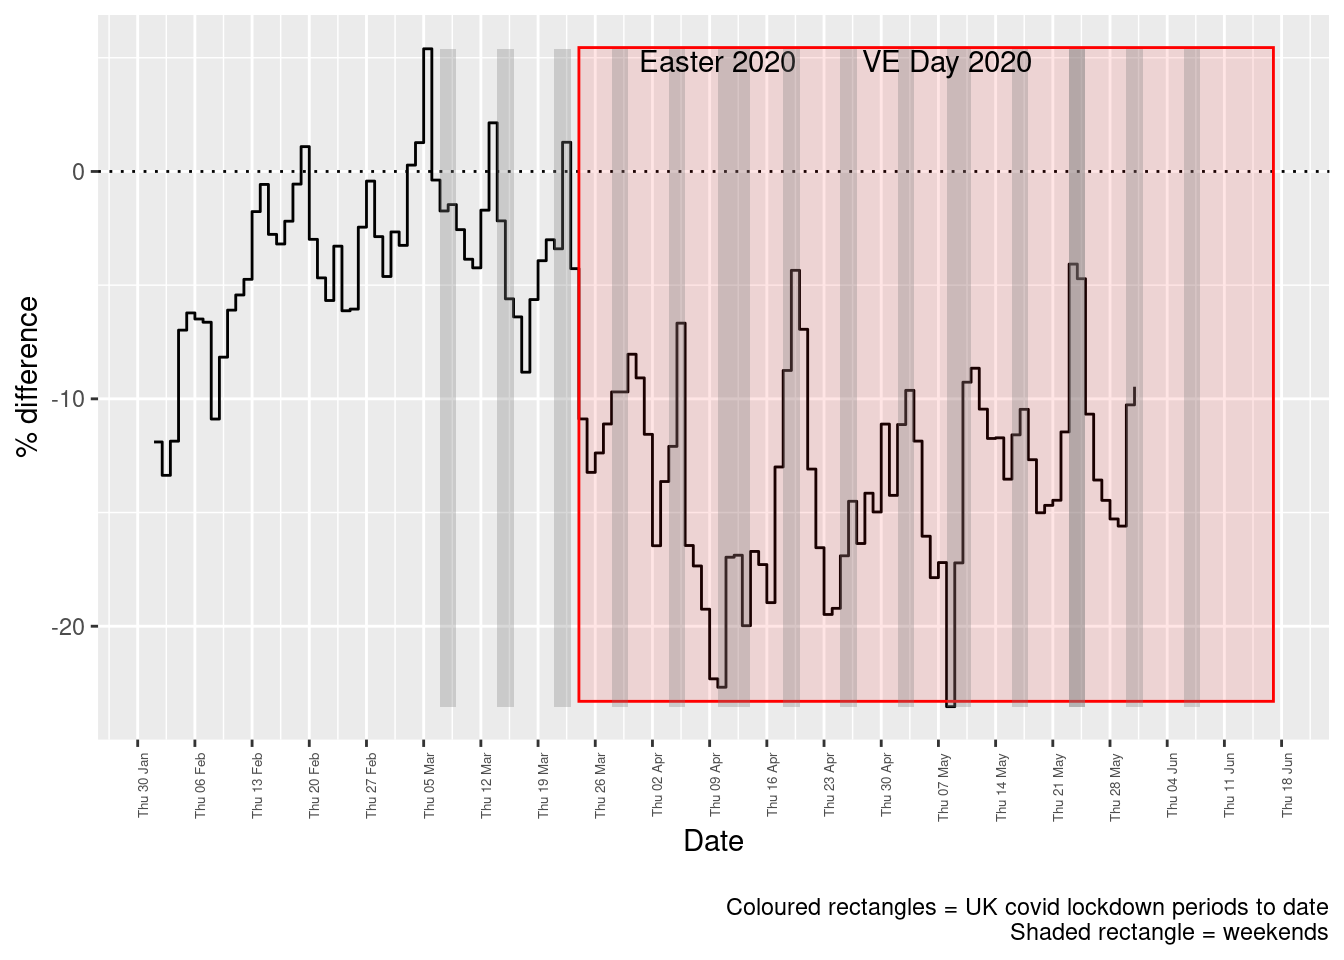 Easter 2020 VE Day 2020
0
-10
-20
% difference
Thu 30 Jan
Thu 06 Feb
Thu 13 Feb
Thu 20 Feb
Thu 27 Feb
Thu 05 Mar
Thu 12 Mar
Thu 19 Mar
Thu 26 Mar
Thu 02 Apr
Thu 09 Apr
Thu 16 Apr
Thu 23 Apr
Thu 30 Apr
Thu 07 May
Thu 14 May
Thu 21 May
Thu 28 May
Thu 04 Jun
Thu 11 Jun
Thu 18 Jun
Date
Coloured rectangles = UK covid lockdown periods to date
Shaded rectangle = weekends